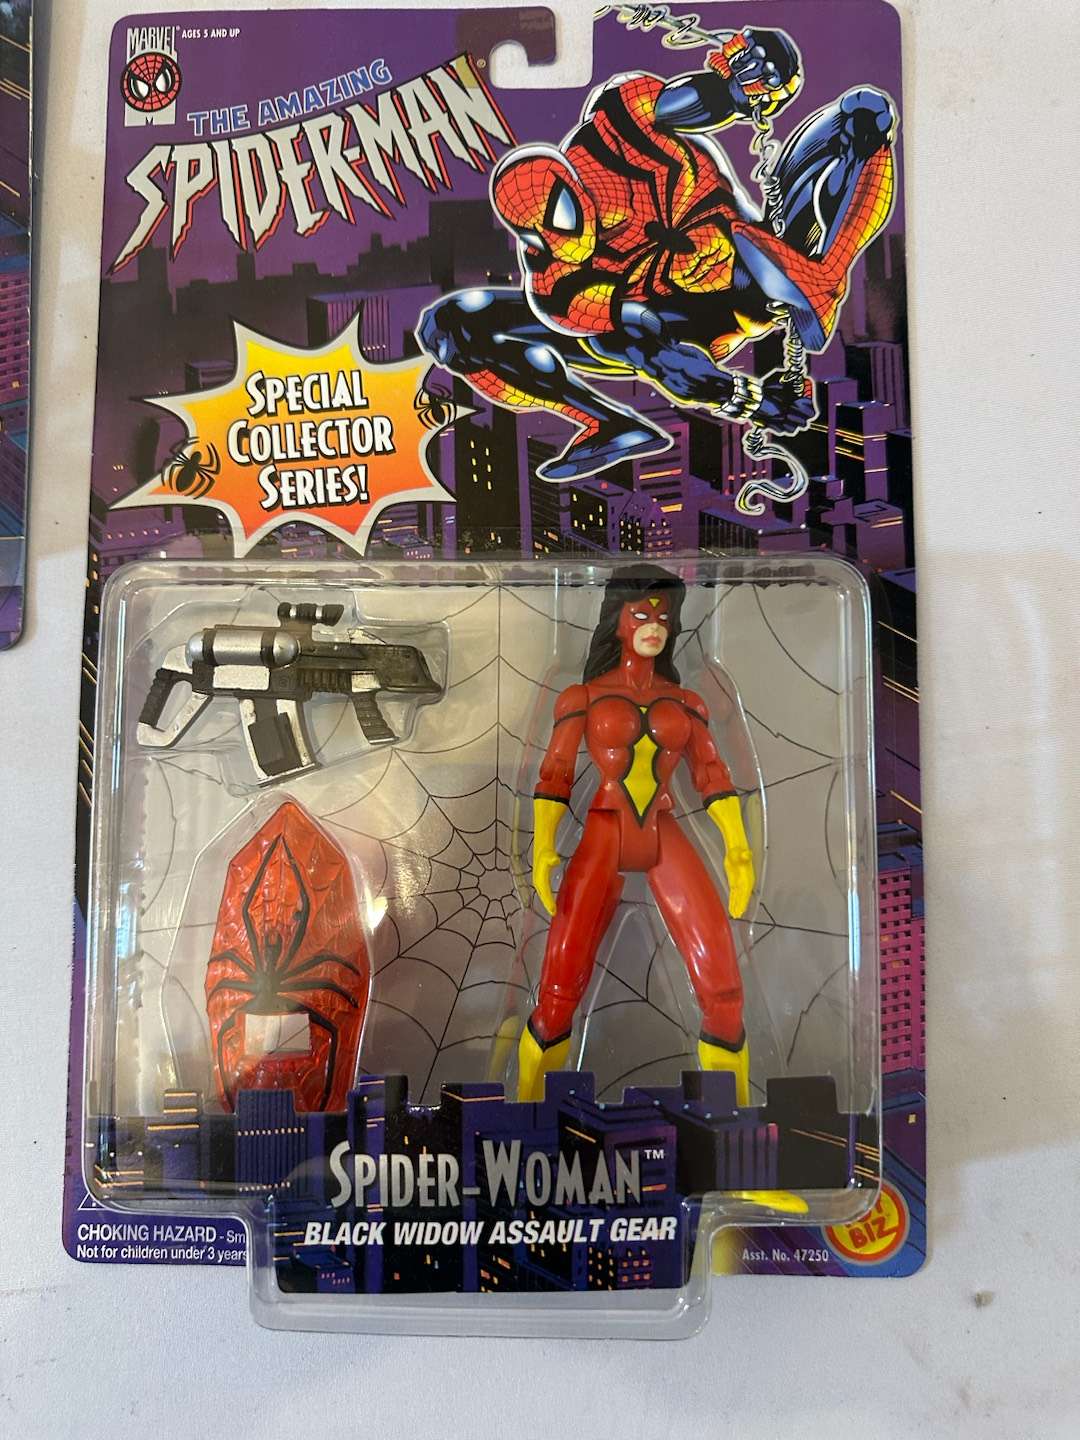 MARVEL
AGES 5 AND UP
THE AMAZING
SPIDER-MAN®
SPECIAL
COLLECTOR
SERIES!
SPIDER-WOMAN™
BLACK WIDOW ASSAULT GEAR
CHOKING HAZARD - Sm
Not for children under 3 years
BIZ
Asst. No. 47250